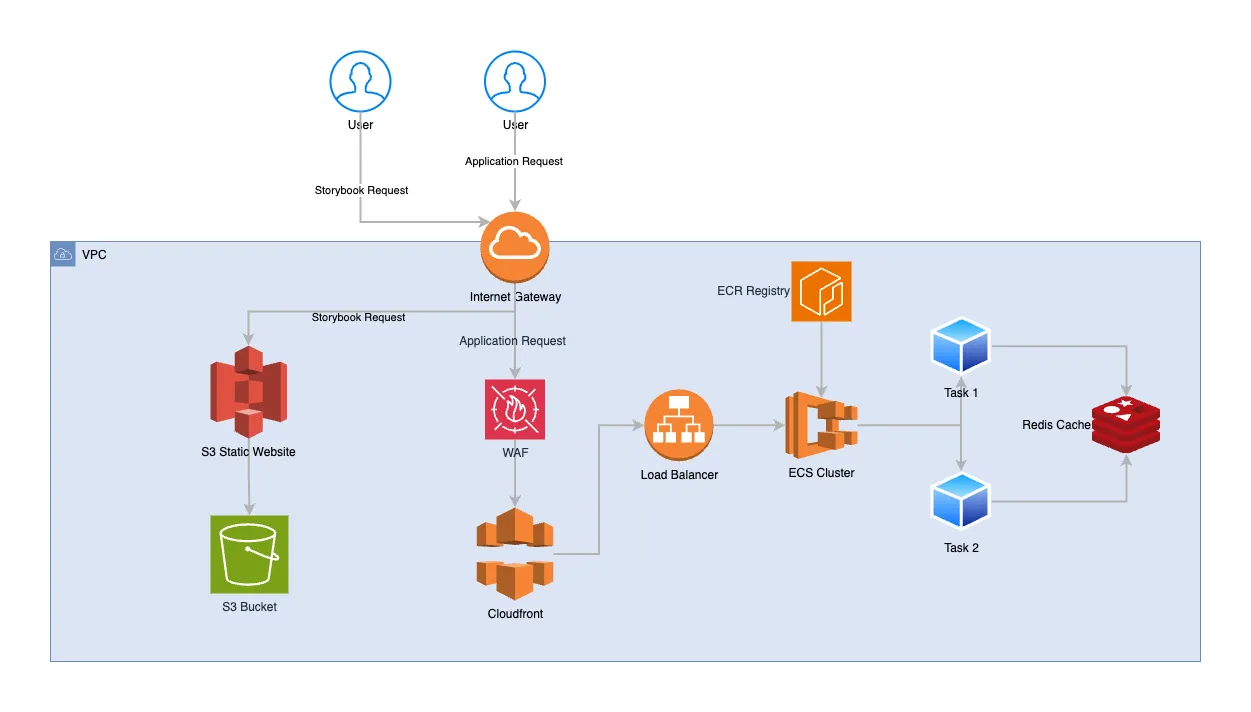 User
User
Application Request
Storybook Request
VPC
Internet Gateway
ECR Registry
Storybook Request
Application Request
Task 1
Redis Cache
S3 Static Website
WAF
Load Balancer
ECS Cluster
Task 2
S3 Bucket
Cloudfront